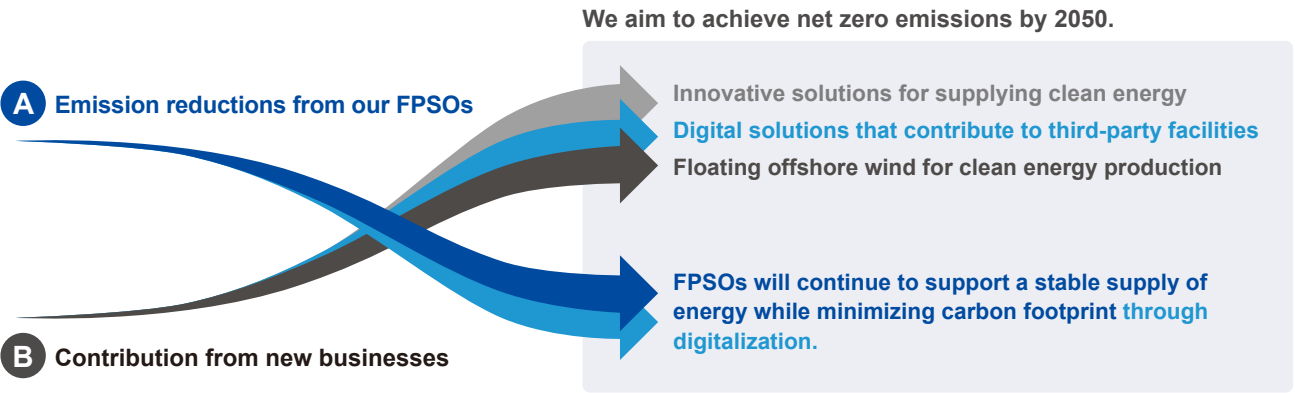 We aim to achieve net zero emissions by 2050.
A Emission reductions from our FPSOs
Innovative solutions for supplying clean energy
Digital solutions that contribute to third-party facilities
Floating offshore wind for clean energy production
FPSOs will continue to support a stable supply of
energy while minimizing carbon footprint through
digitalization.
B Contribution from new businesses